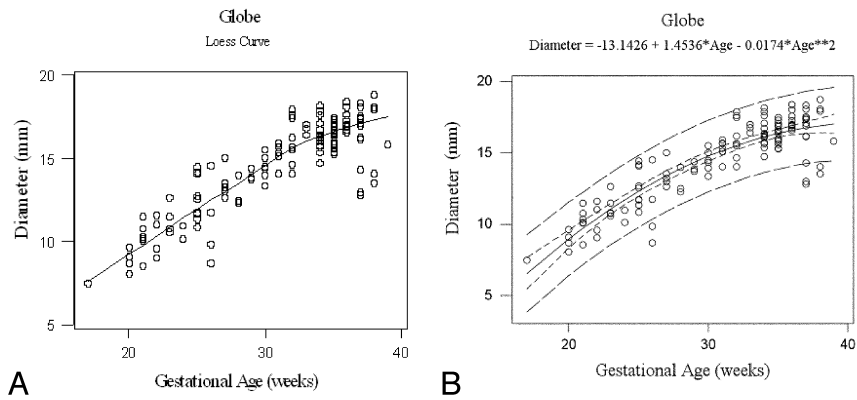 Globe
Loess Curve
20
15
10
5
Diameter (mm)
20
30
40
Gestational Age (weeks)
A
Globe
Diameter = -13.1426 + 1.4536*Age - 0.0174*Age**2
20
15
10
5
Diameter (mm)
20
30
40
Gestational Age (weeks)
B